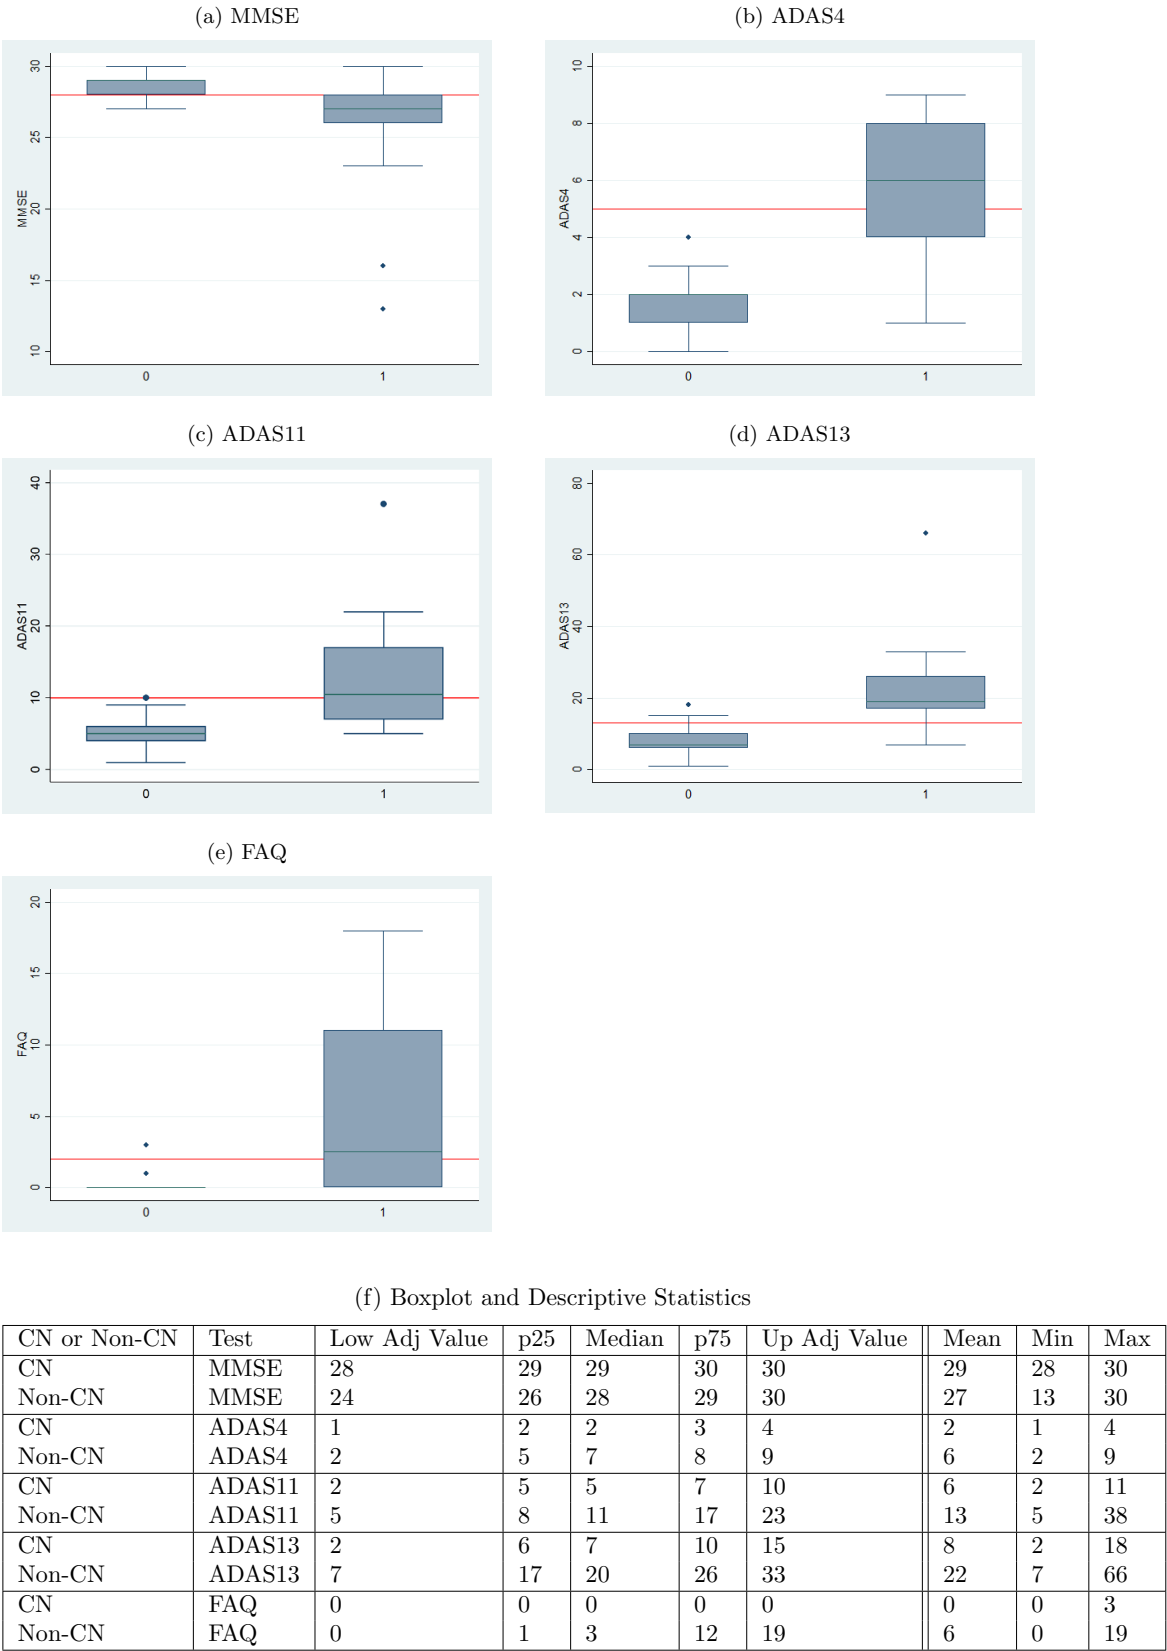 (a) MMSE
(b) ADAS4
30
25
20
15
10
MMSE
0 1
10
8
6
4
2
0
ADAS4
0 1
(c) ADAS11
(d) ADAS13
40
30
20
10
0
ADAS11
0 1
80
60
40
20
0
ADAS13
0 1
(e) FAQ
20
15
10
5
0
FAQ
0 1
(f) Boxplot and Descriptive Statistics
CN or Non-CN Test Low Adj Value p25 Median p75 Up Adj Value Mean Min Max
CN MMSE 28 29 29 30 30 29 28 30
Non-CN MMSE 24 26 28 29 30 27 13 30
CN ADAS4 1 2 2 3 4 2 1 4
Non-CN ADAS4 2 5 7 8 9 6 2 9
CN ADAS11 2 5 5 7 10 6 2 11
Non-CN ADAS11 5 8 11 17 23 13 5 38
CN ADAS13 2 6 7 10 15 8 2 18
Non-CN ADAS13 7 17 20 26 33 22 7 66
CN FAQ 0 0 0 0 0 0 0 3
Non-CN FAQ 0 1 3 12 19 6 0 19